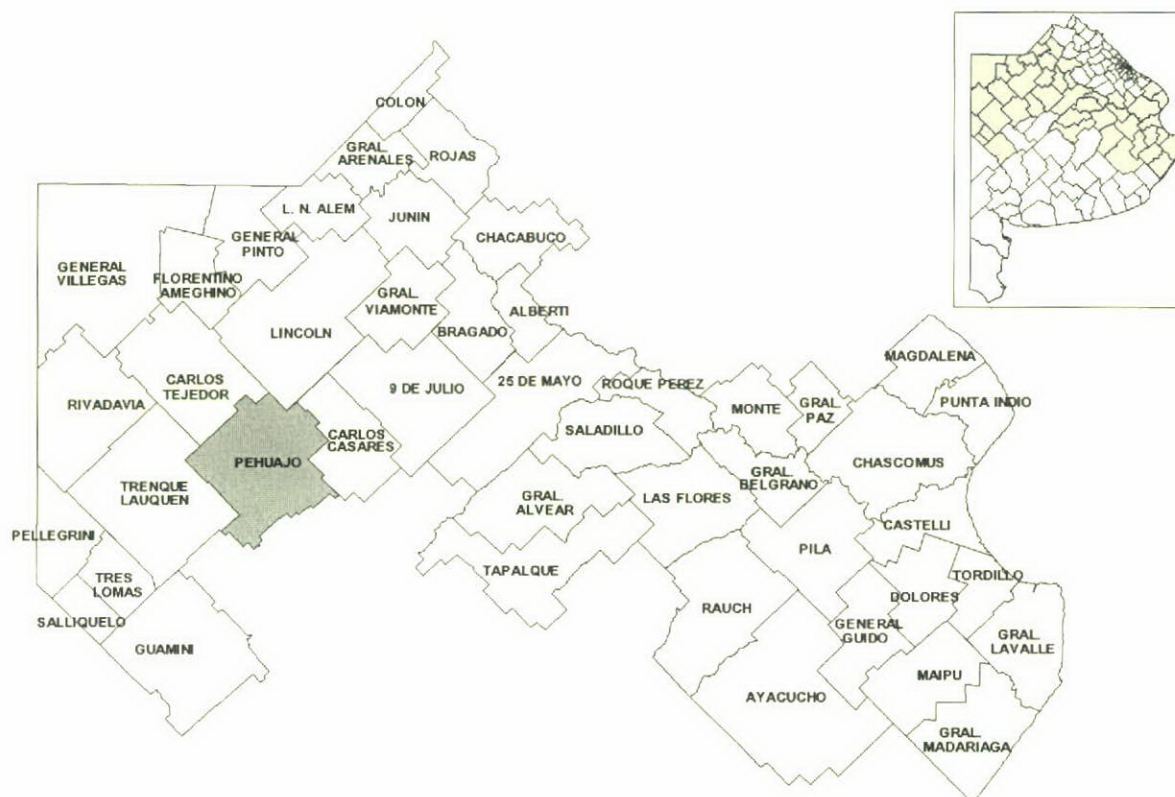 COLON
GRAL.
ARENALES
ROJAS
L. N. ALEM
JUNIN
GENERAL
PINTO
CHACABUCO
GENERAL
VILLEGAS
FLORENTINO
AMEGHINO
GRAL.
VIAMONTE
ALBERTI
BRAGADO
LINCOLN
MAGDALENA
CARLOS
TEJEDOR
9 DE JULIO
25 DE MAYO
ROQUE PEREZ
PUNTA INDIO
RIVADAVIA
MONTE
GRAL.
PAZ
SALADILLO
CARLOS
CASARES
PEHUAJO
CHASCOMUS
TRENQUE
LAUQUEN
GRAL.
BELGRANO
LAS FLORES
GRAL.
ALVEAR
CASTELLI
PELLEGRINI
PILA
TAPALQUE
TORDILLO
TRES
LOMAS
DOLORES
RAUCH
SALLIQUELO
GENERAL
GUIDO
GRAL.
LAVALLE
GUAMINI
MAIPU
AYACUCHO
GRAL.
MADARIAGA